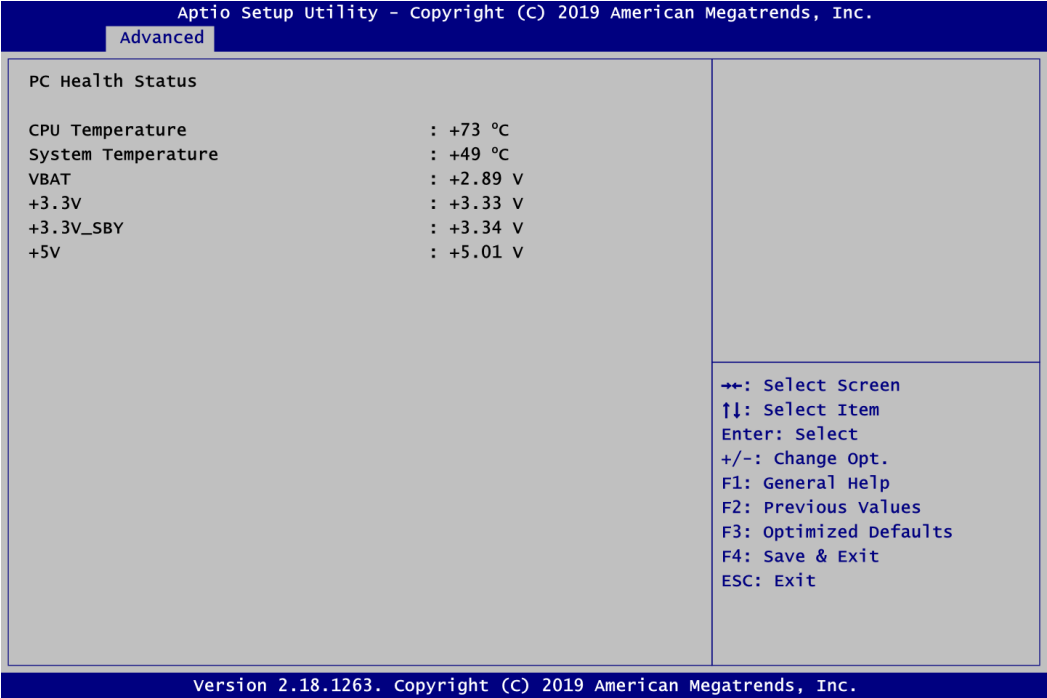 Aptio Setup Utility - Copyright (C) 2019 American Megatrends, Inc.
Advanced
PC Health Status
CPU Temperature : +73 ºC
System Temperature : +49 ºC
VBAT : +2.89 V
+3.3V : +3.33 V
+3.3V_SBY : +3.34 V
+5V : +5.01 V
→←: Select Screen
↑↓: Select Item
Enter: Select
+/-: Change Opt.
F1: General Help
F2: Previous Values
F3: Optimized Defaults
F4: Save & Exit
ESC: Exit
Version 2.18.1263. Copyright (C) 2019 American Megatrends, Inc.